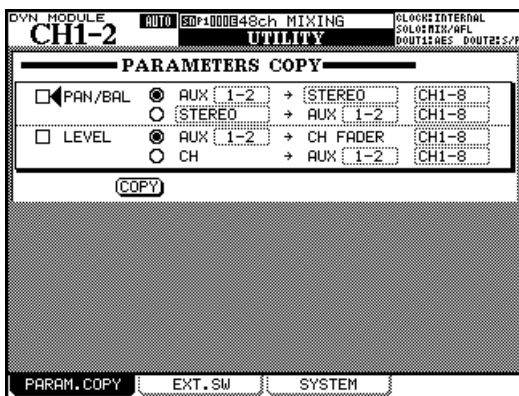 DYN MODULE AUTO 48ch MIXING CLOCK:INTERNAL
CH1-2 UTILITY SOLO:MIX/AFL
DOUT1:AES DOUT2:S/P
PARAMETERS COPY
PAN/BAL AUX 1-2 → STEREO CH1-8
STEREO → AUX 1-2 CH1-8
LEVEL AUX 1-2 → CH FADER CH1-8
CH → AUX 1-2 CH1-8
COPY
PARAM.COPY EXT.SW SYSTEM